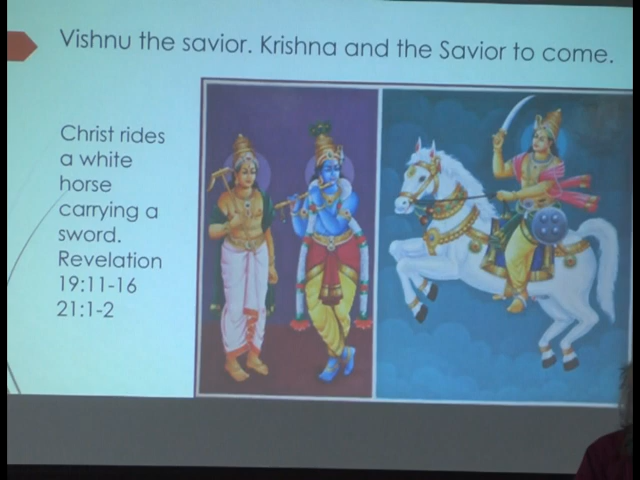 Vishnu the savior. Krishna and the Savior to come.
Christ rides
a white
horse
carrying a
sword.
Revelation
19:11-16
21:1-2